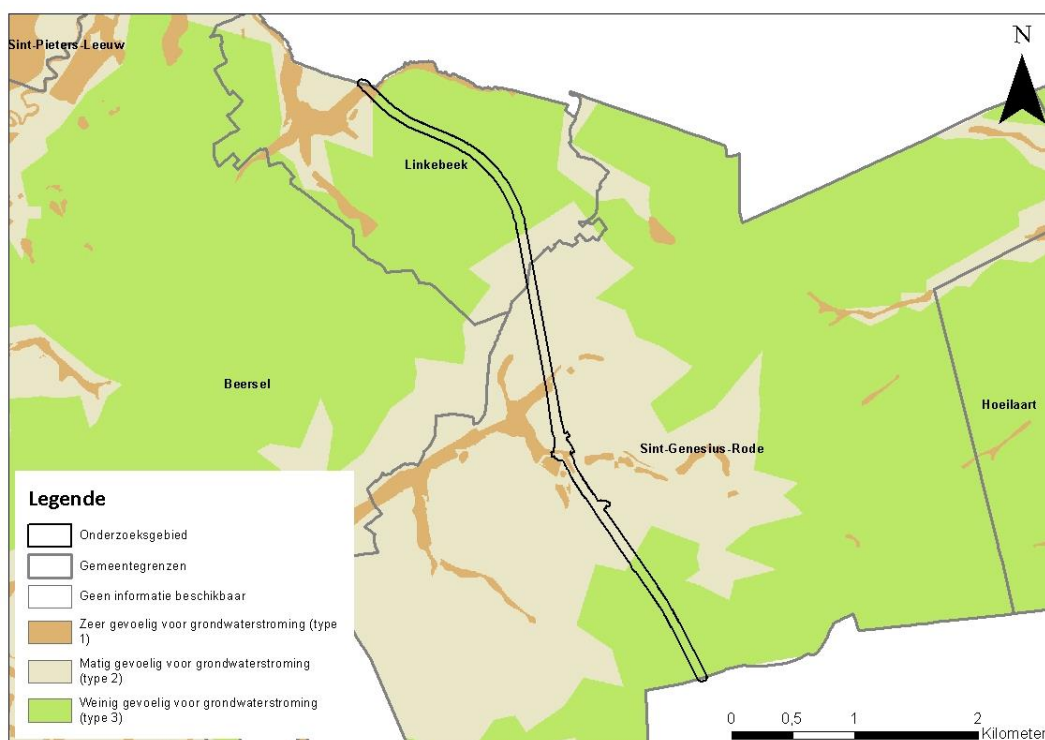 Sint-Pieters-Leeuw
N
Linkebeek
Beersel
Hoeilaart
Sint-Genesius-Rode
Legende
Onderzoeksgebied
Gemeentegrenzen
Geen informatie beschikbaar
Zeer gevoelig voor grondwaterstroming (type
1)
Matig gevoelig voor grondwaterstroming
(type 2)
Weinig gevoelig voor grondwaterstroming
(type 3)
0 0,5 1 2
Kilometer